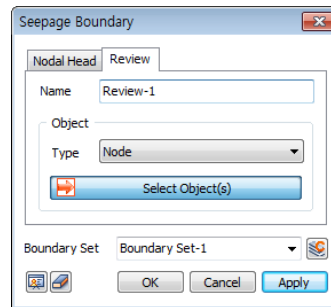 Seepage Boundary
Nodal Head Review
Name Review-1
Object
Type Node
Select Object(s)
Boundary Set Boundary Set-1
OK Cancel Apply